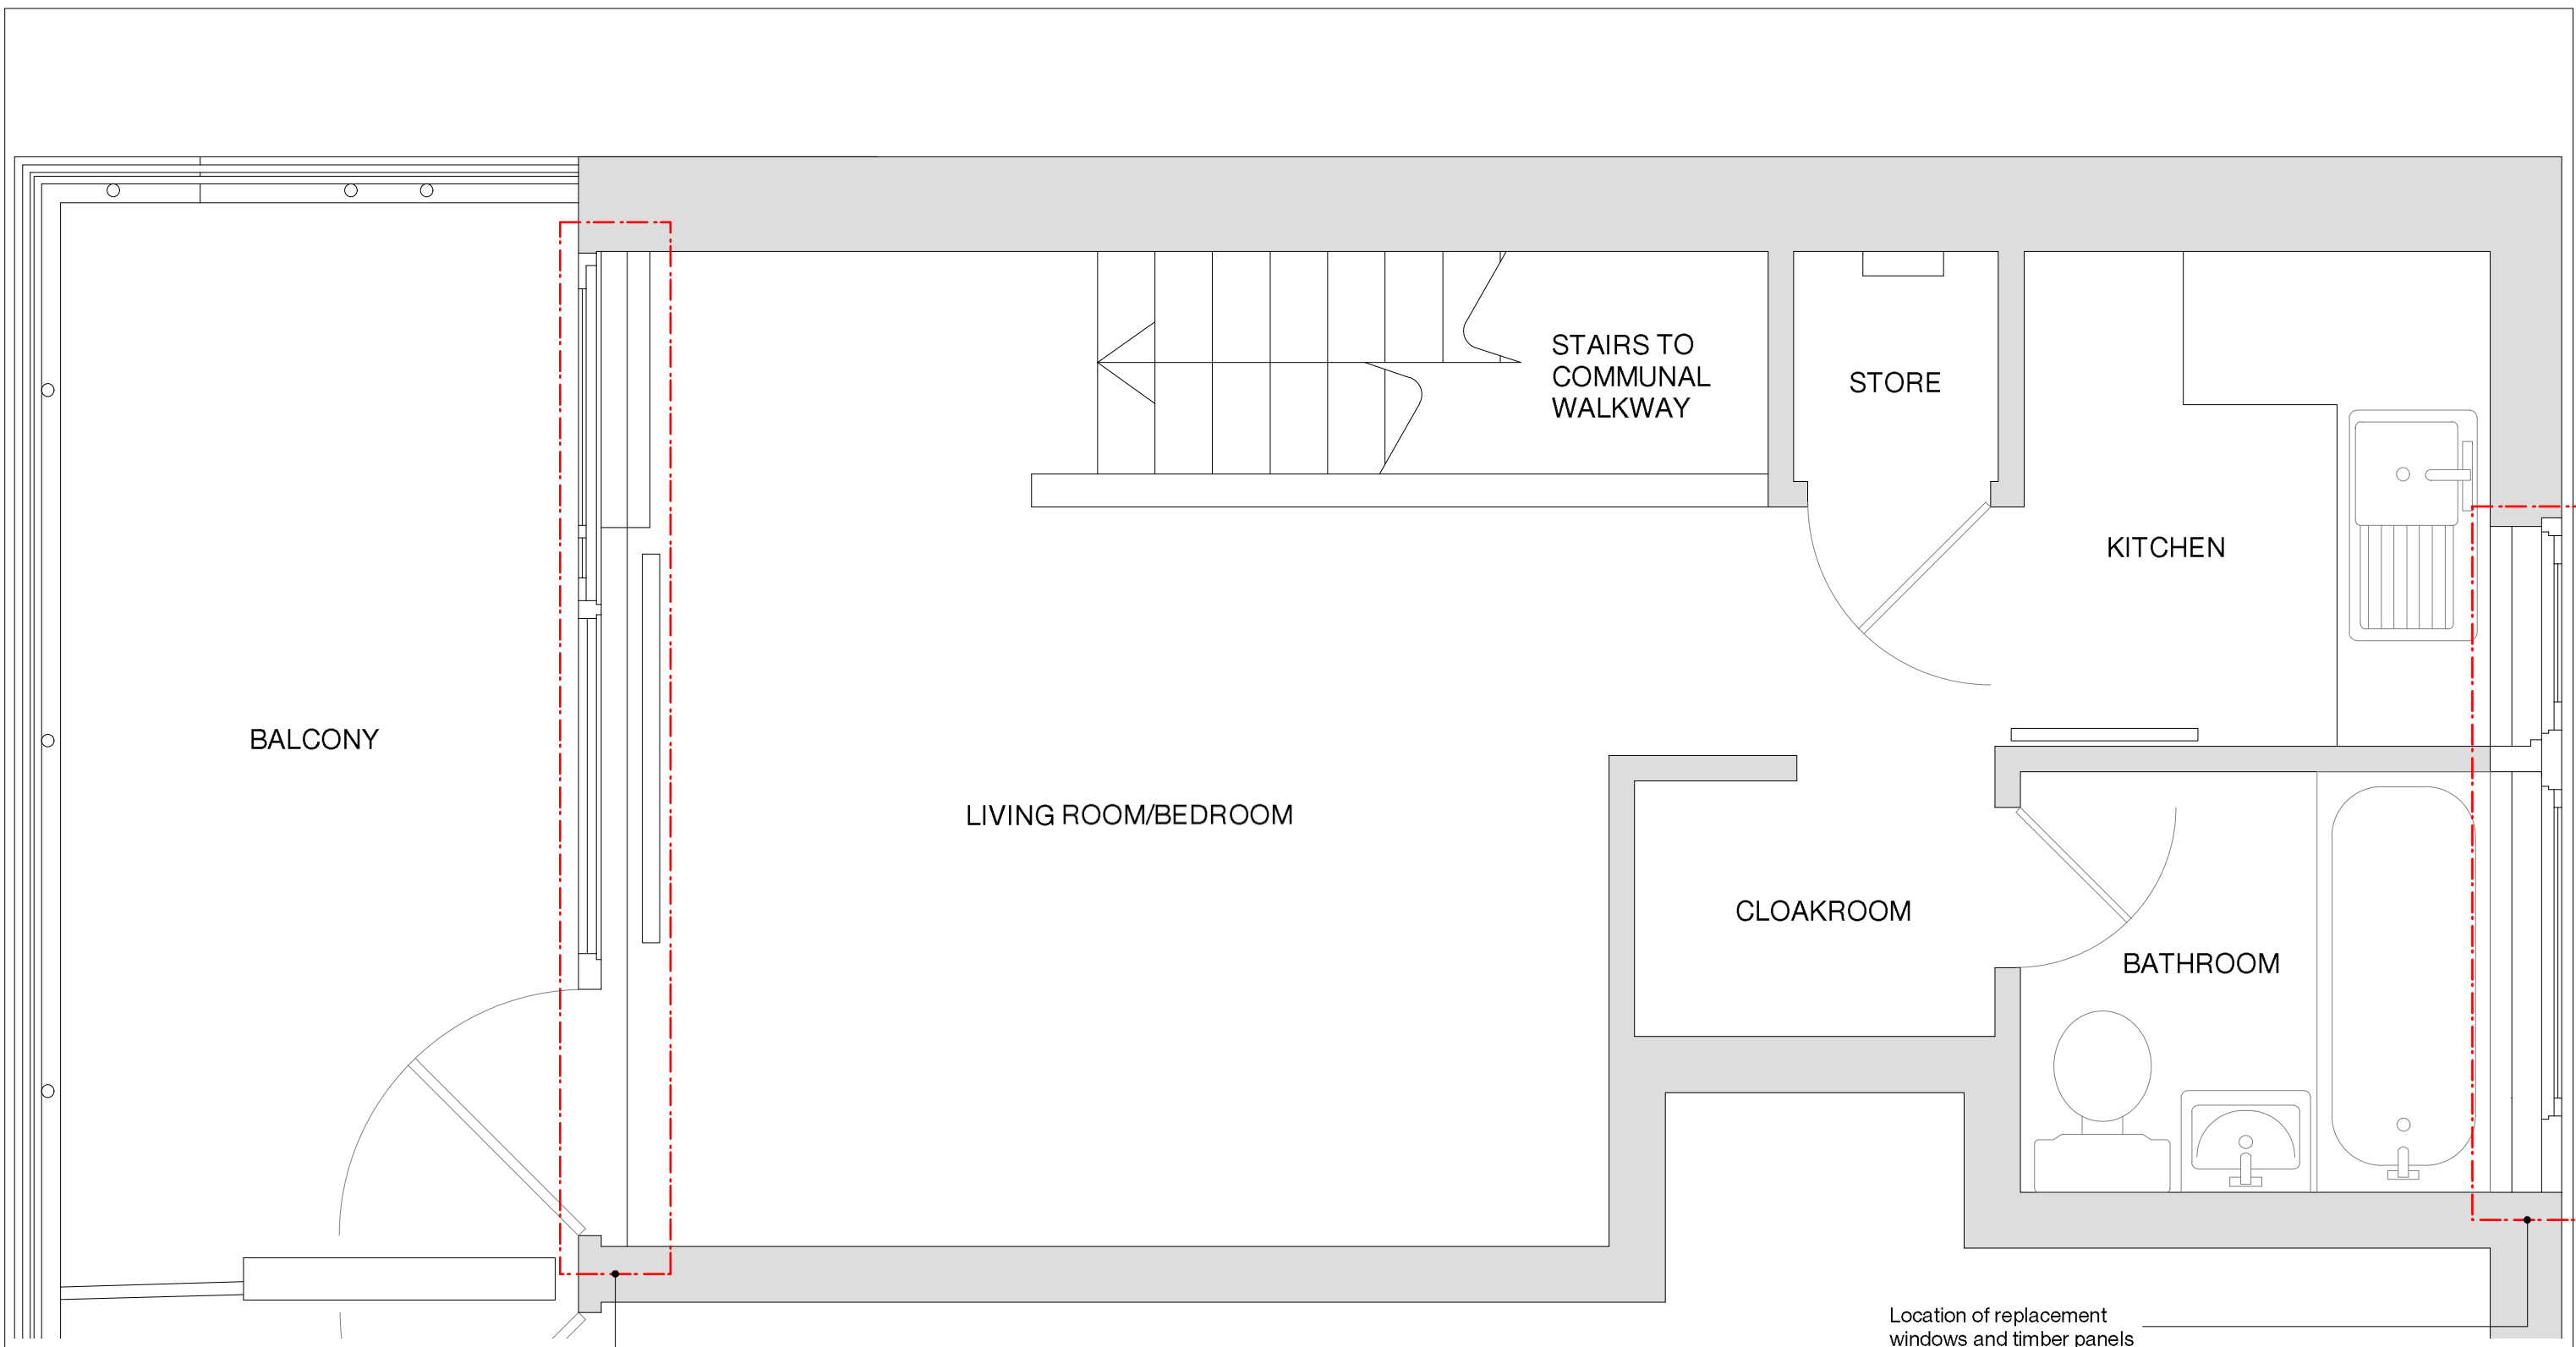 STAIRS TO
COMMUNAL
WALKWAY
STORE
KITCHEN
BALCONY
LIVING ROOM/BEDROOM
CLOAKROOM
BATHROOM
Location of replacement
windows and timber panels